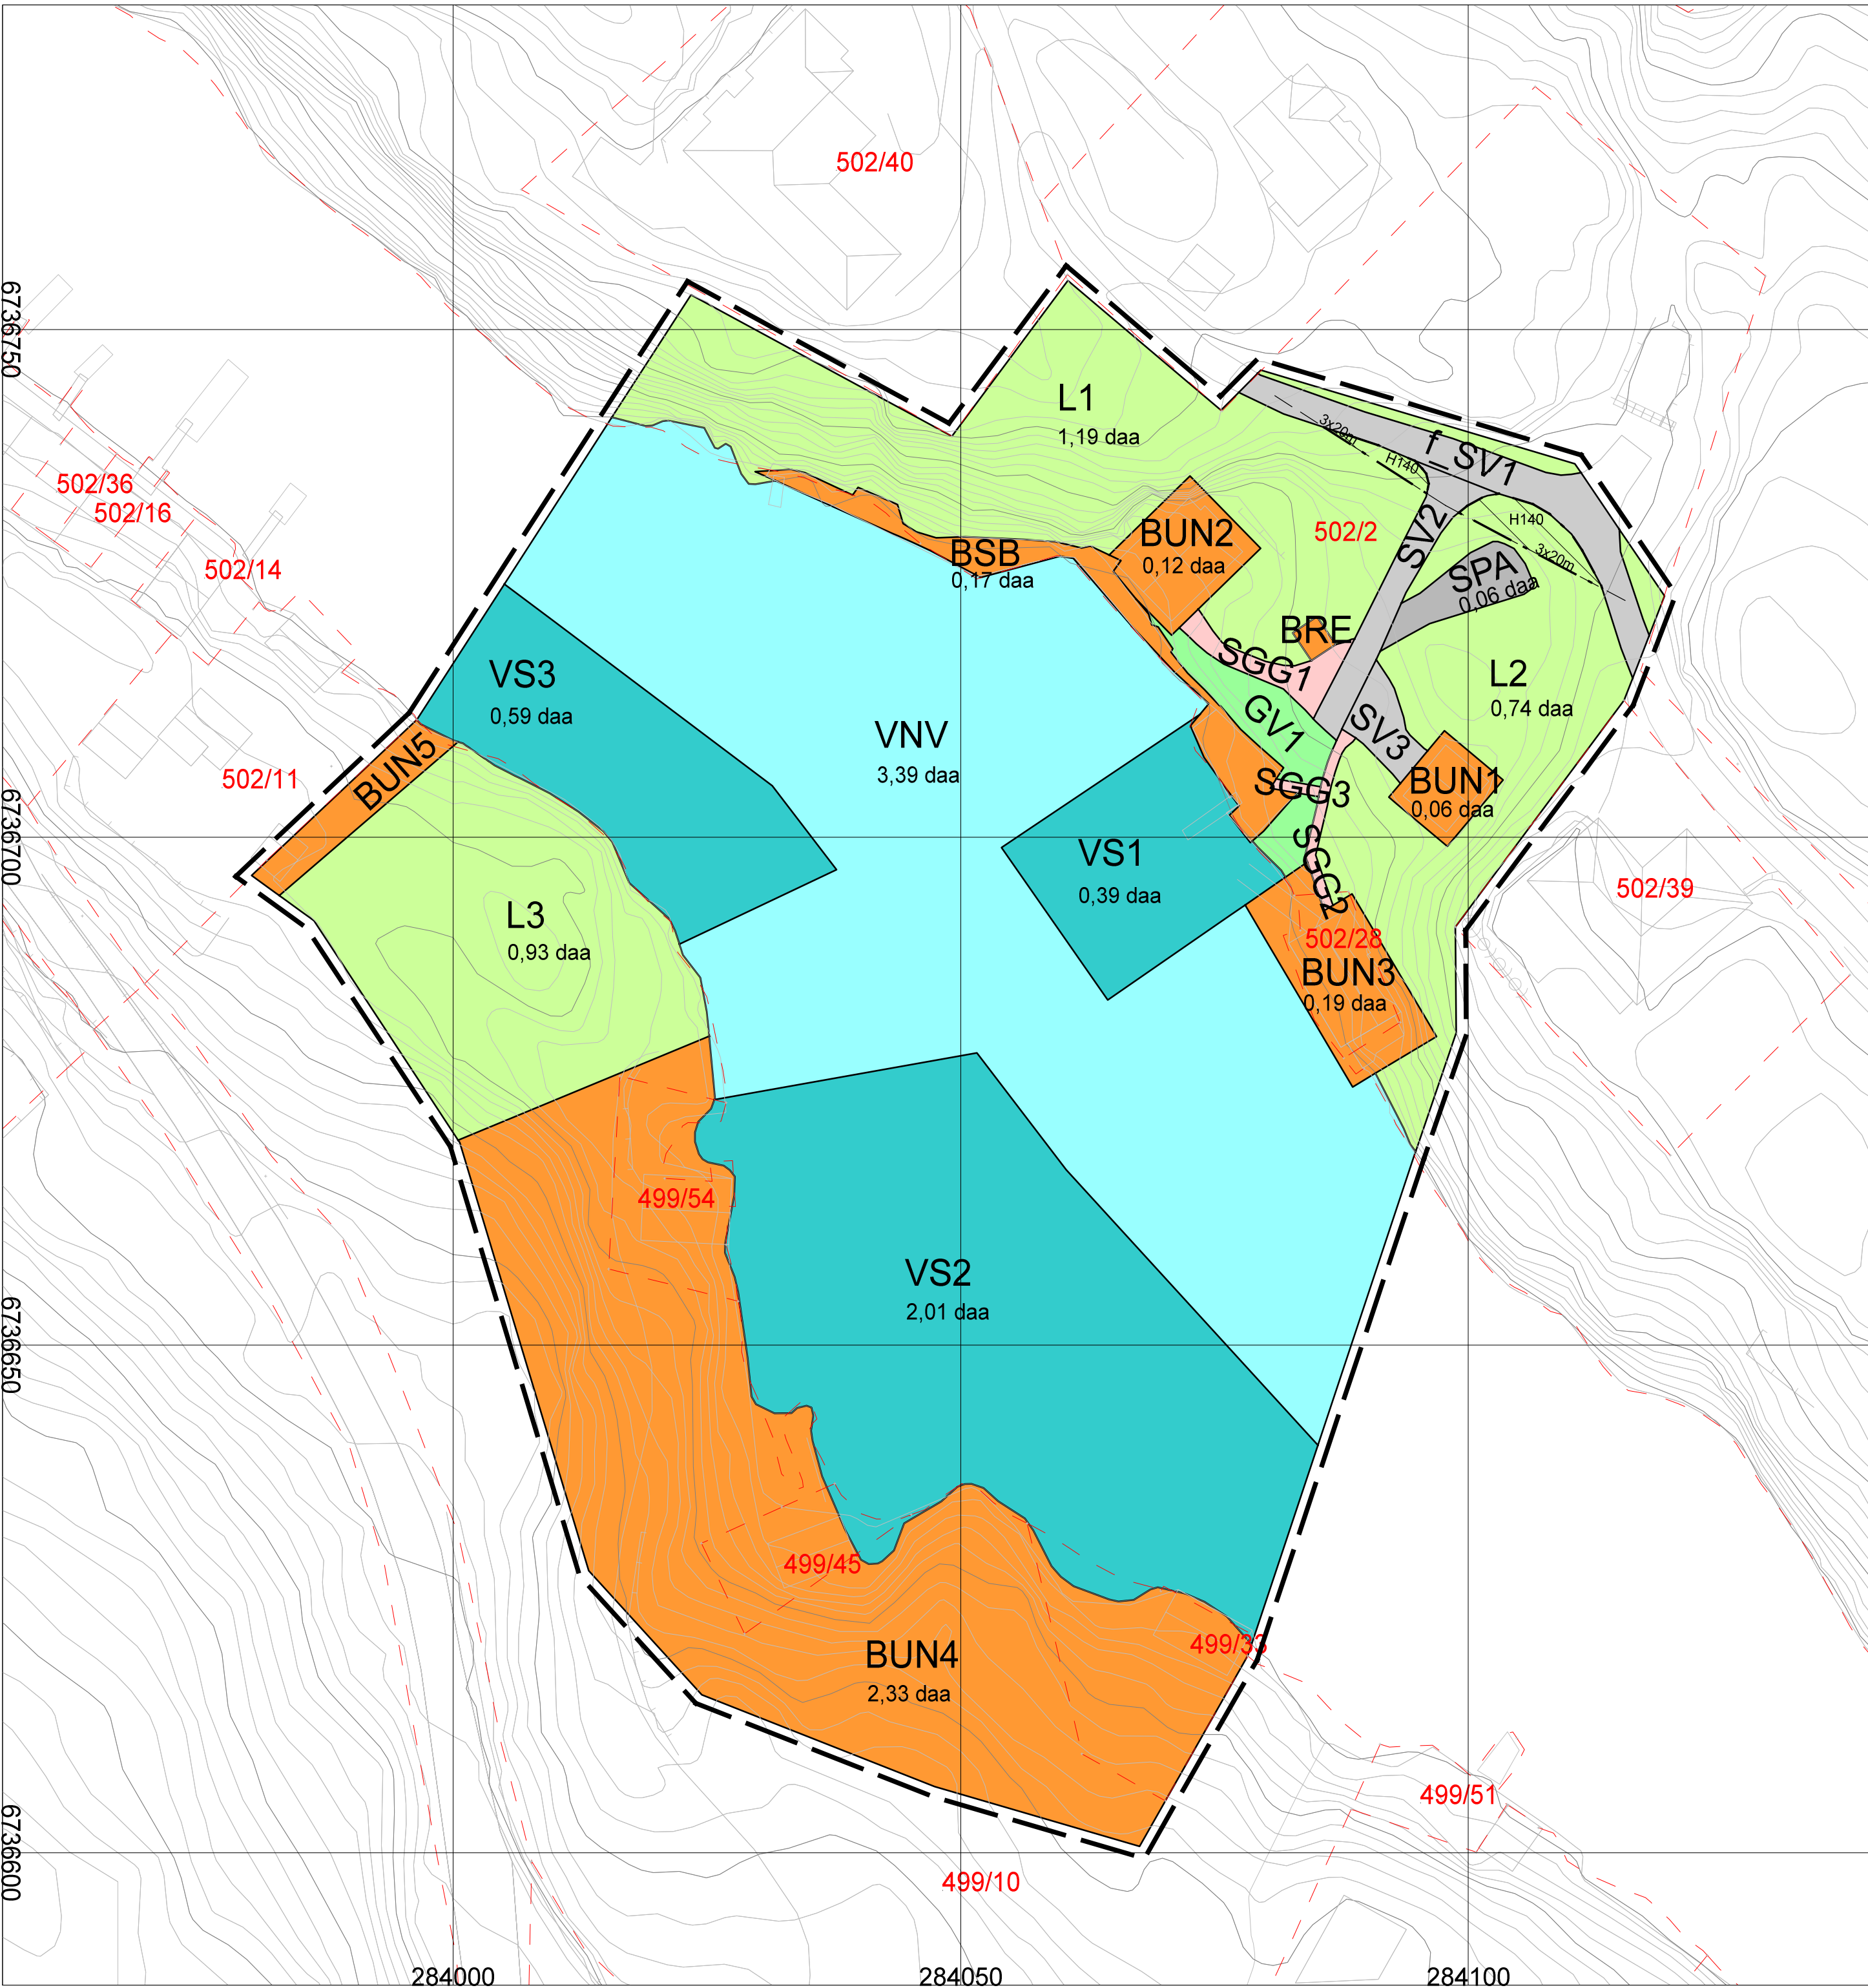 502/40
6736750
L1
1,19 daa
3x20m
f_SV1
H140
502/36
502/16
BUN2
0,12 daa
502/2
SV2
H140
3x20m
BSB
0,17 daa
502/14
SPA
0,06 daa
BRE
SGG1
VS3
0,59 daa
L2
0,74 daa
GV1
VNV
3,39 daa
SV3
BUN5
502/11
SGG3
BUN1
0,06 daa
6736700
VS1
0,39 daa
SGG2
502/39
L3
0,93 daa
502/28
BUN3
0,19 daa
499/54
VS2
2,01 daa
6736650
499/45
BUN4
2,33 daa
499/33
499/51
6736600
499/10
284000
284050
284100